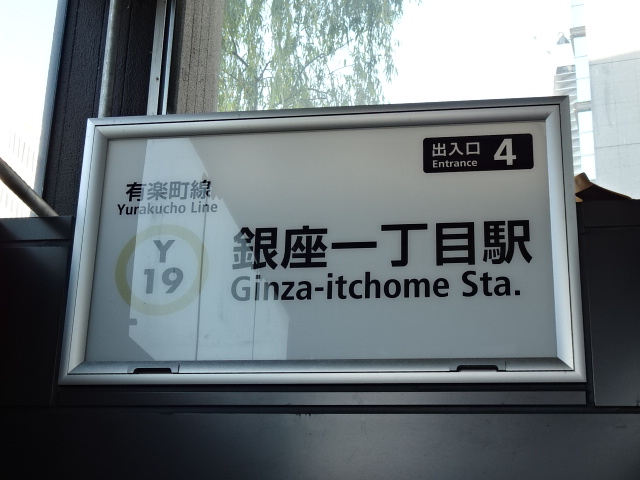 出入口
Entrance
4
有楽町線
Yurakucho Line
Y
19
銀座一丁目駅
Ginza-itchome Sta.